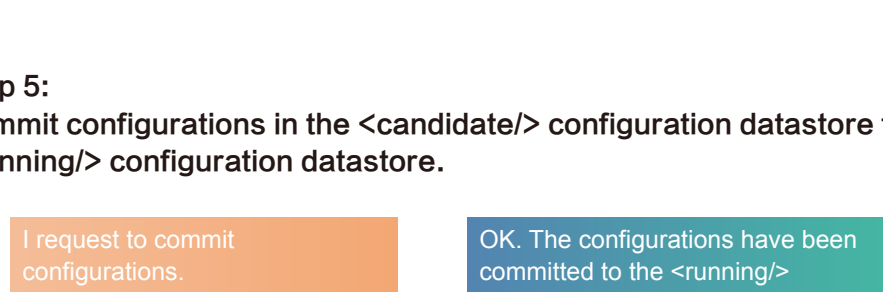 p 5:
mmit configurations in the <candidate/> configuration datastore
nning/> configuration datastore.
I request to commit
configurations.
OK. The configurations have been
committed to the <running/>